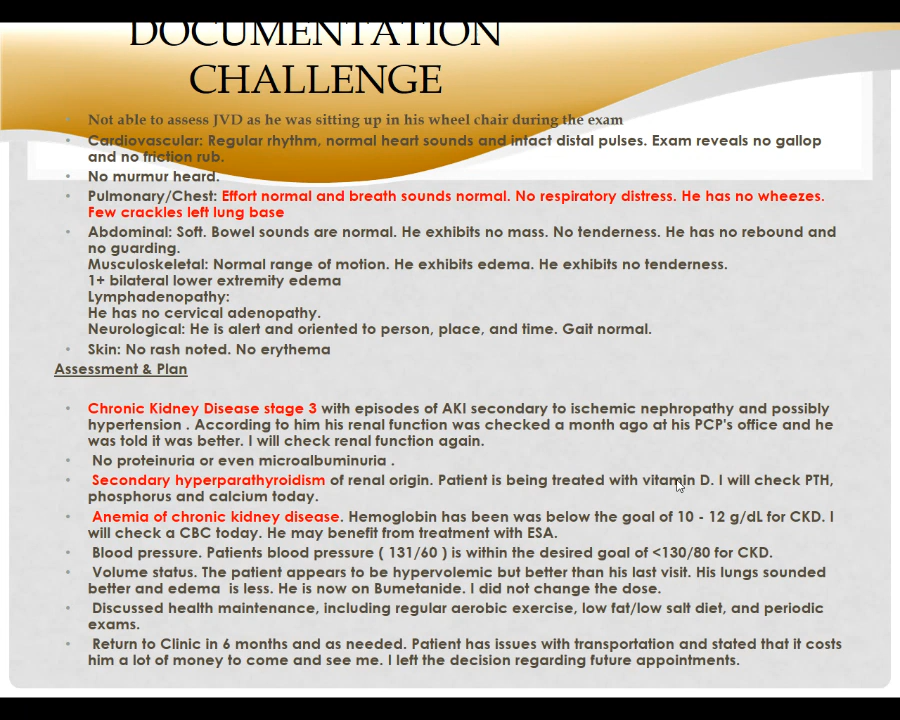 DOCUMENTATION
CHALLENGE
• Not able to assess JVD as he was sitting up in his wheel chair during the exam
• Cardiovascular: Regular rhythm, normal heart sounds and intact distal pulses. Exam reveals no gallop
and no friction rub.
• No murmur heard.
• Pulmonary/Chest: Effort normal and breath sounds normal. No respiratory distress. He has no wheezes.
Few crackles left lung base
• Abdominal: Soft. Bowel sounds are normal. He exhibits no mass. No tenderness. He has no rebound and
no guarding.
Musculoskeletal: Normal range of motion. He exhibits edema. He exhibits no tenderness.
1+ bilateral lower extremity edema
Lymphadenopathy:
He has no cervical adenopathy.
Neurological: He is alert and oriented to person, place, and time. Gait normal.
• Skin: No rash noted. No erythema
Assessment & Plan
• Chronic Kidney Disease stage 3 with episodes of AKI secondary to ischemic nephropathy and possibly
hypertension . According to him his renal function was checked a month ago at his PCP's office and he
was told it was better. I will check renal function again.
• No proteinuria or even microalbuminuria .
• Secondary hyperparathyroidism of renal origin. Patient is being treated with vitamin D. I will check PTH,
phosphorus and calcium today.
• Anemia of chronic kidney disease. Hemoglobin has been was below the goal of 10 - 12 g/dL for CKD. I
will check a CBC today. He may benefit from treatment with ESA.
• Blood pressure. Patients blood pressure ( 131/60 ) is within the desired goal of <130/80 for CKD.
• Volume status. The patient appears to be hypervolemic but better than his last visit. His lungs sounded
better and edema is less. He is now on Bumetanide. I did not change the dose.
• Discussed health maintenance, including regular aerobic exercise, low fat/low salt diet, and periodic
exams.
• Return to Clinic in 6 months and as needed. Patient has issues with transportation and stated that it costs
him a lot of money to come and see me. I left the decision regarding future appointments.